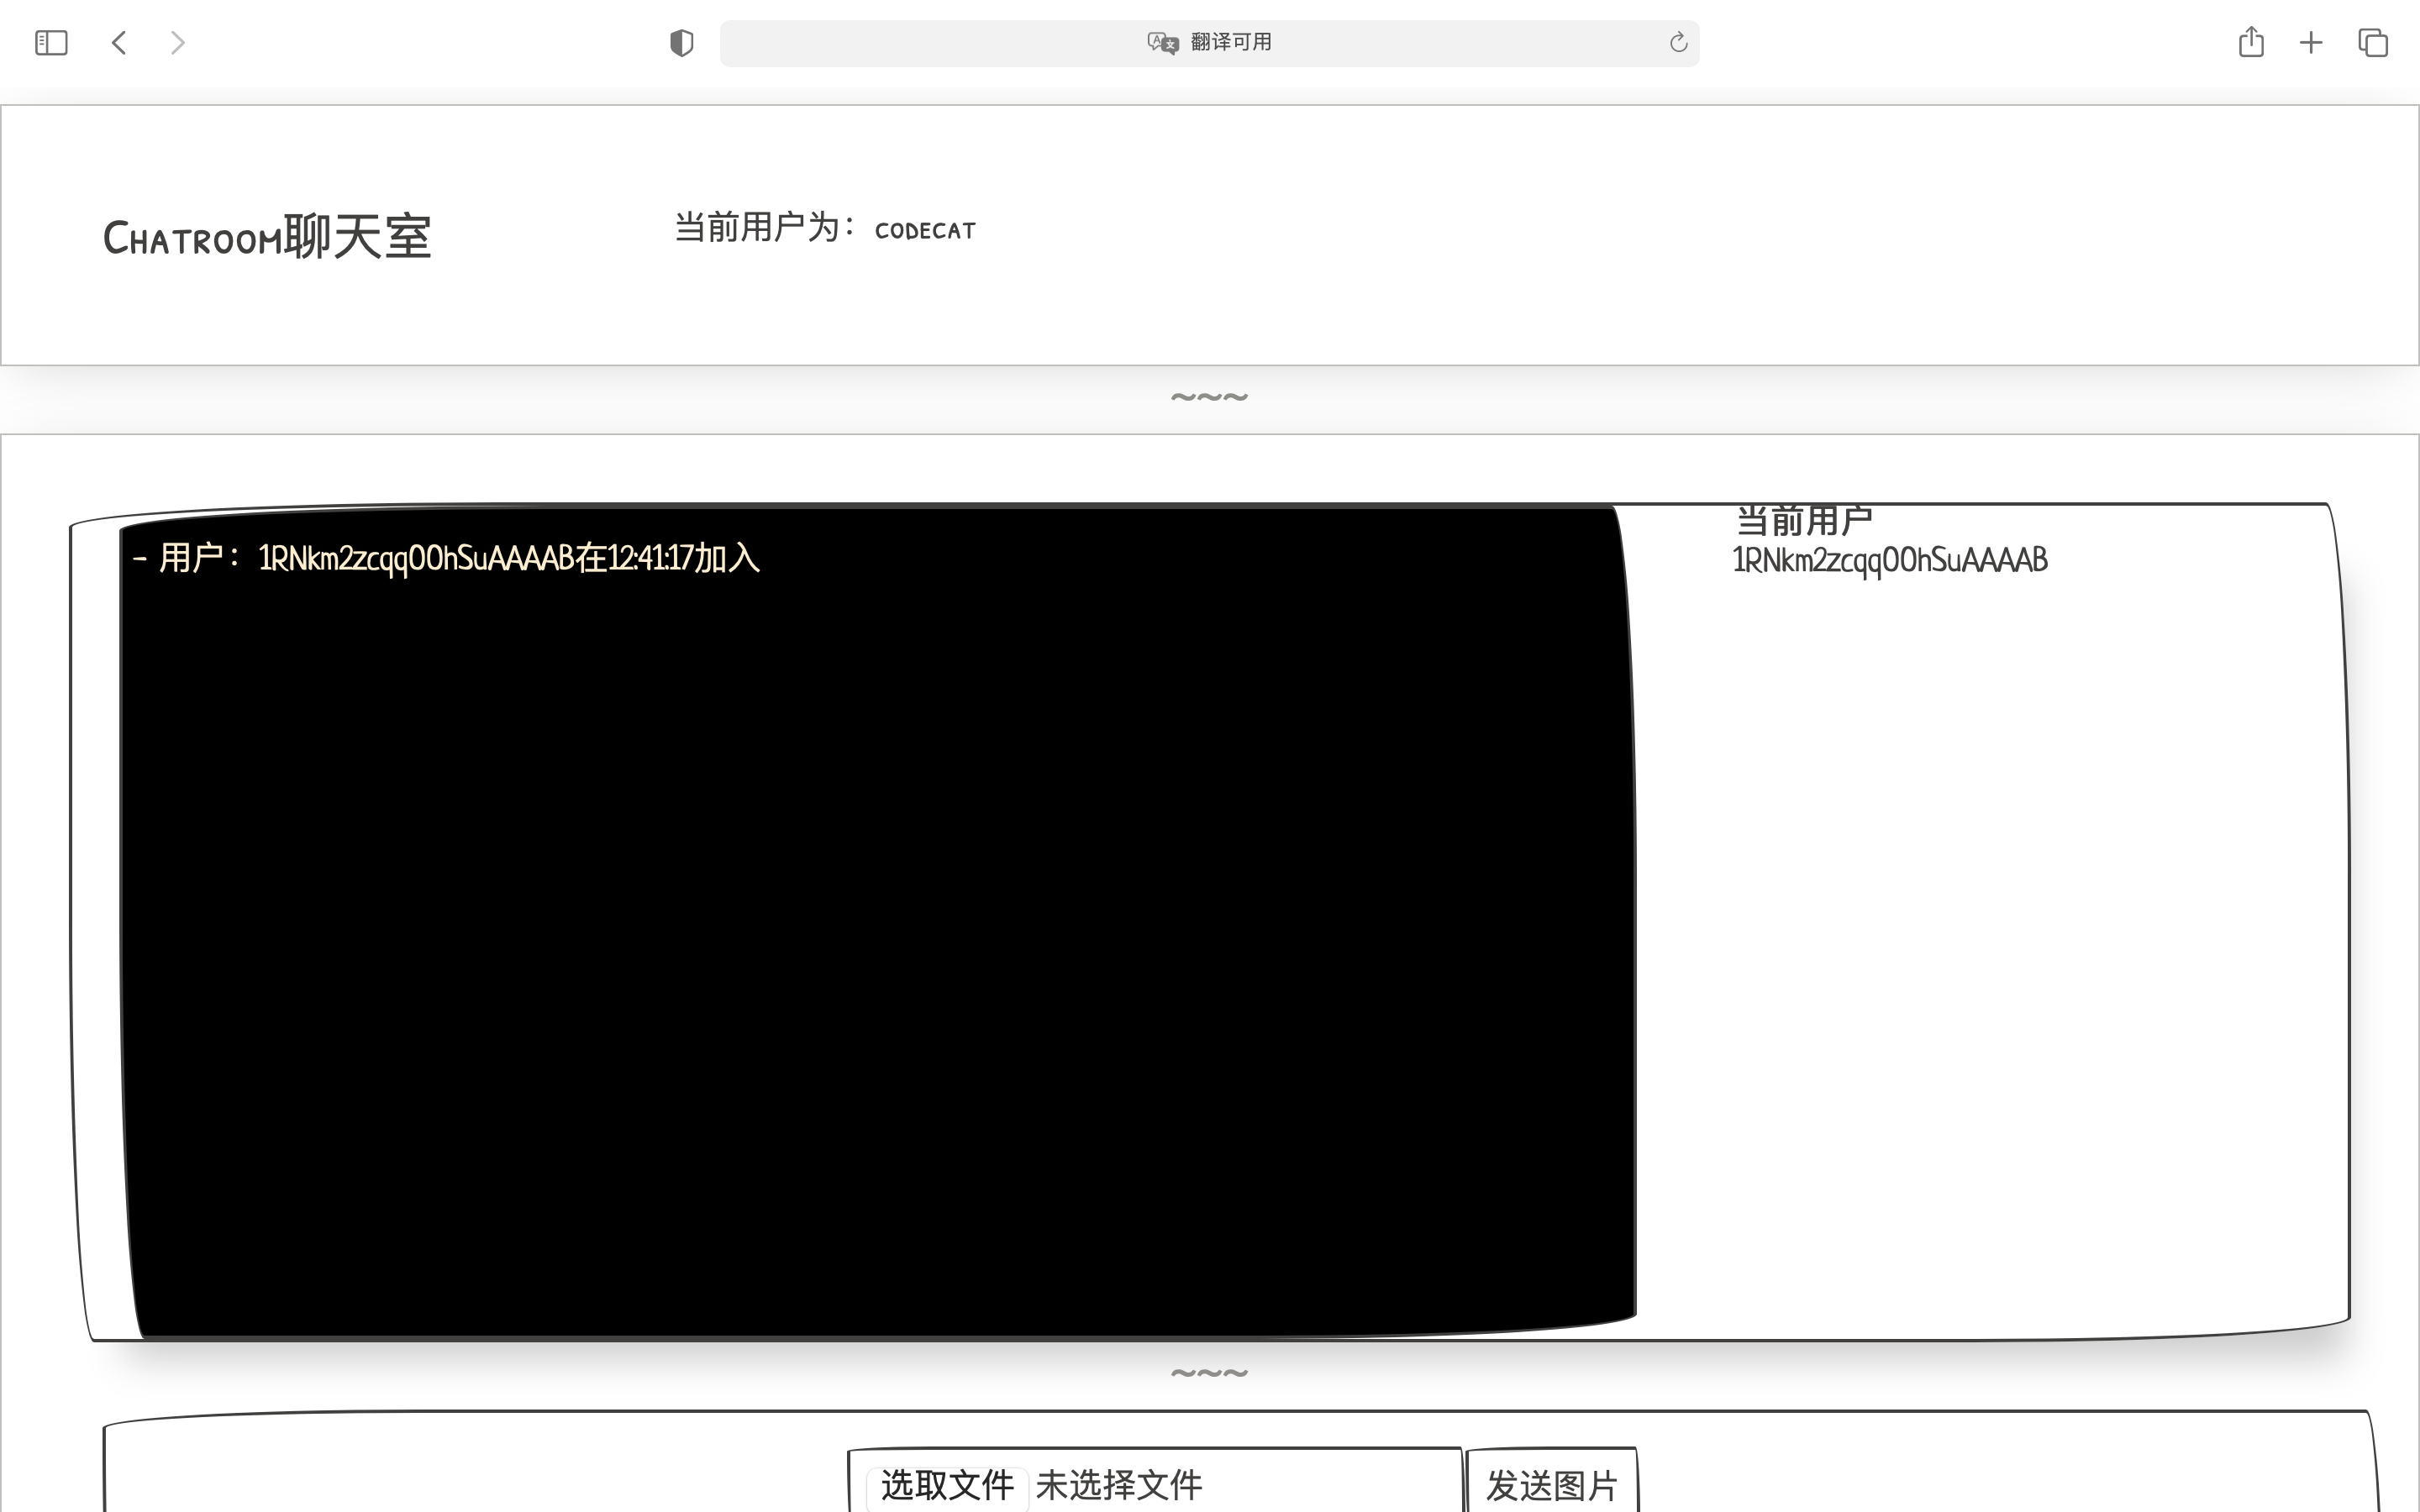 翻译可用
Chatroom聊天室
当前用户为：codecat
~~~
- 用户：1RNkm2zcqqO0hSuAAAAB在12:41:17加入
当前用户
1RNkm2zcqqO0hSuAAAAB
~~~
选取文件 未选择文件
发送图片